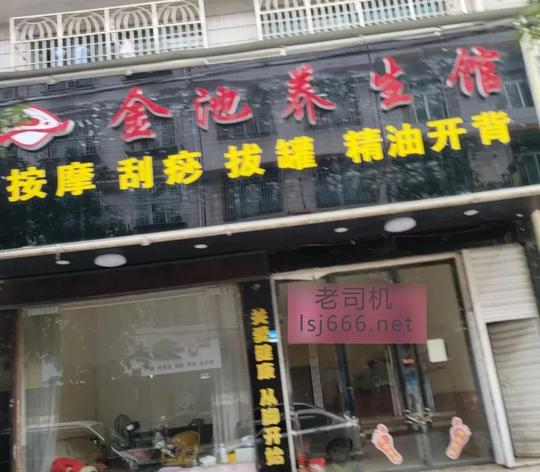 金池养生馆
按摩 刮痧 拔罐 精油开背
关爱健康 从脚开始
老司机
lsj666.net